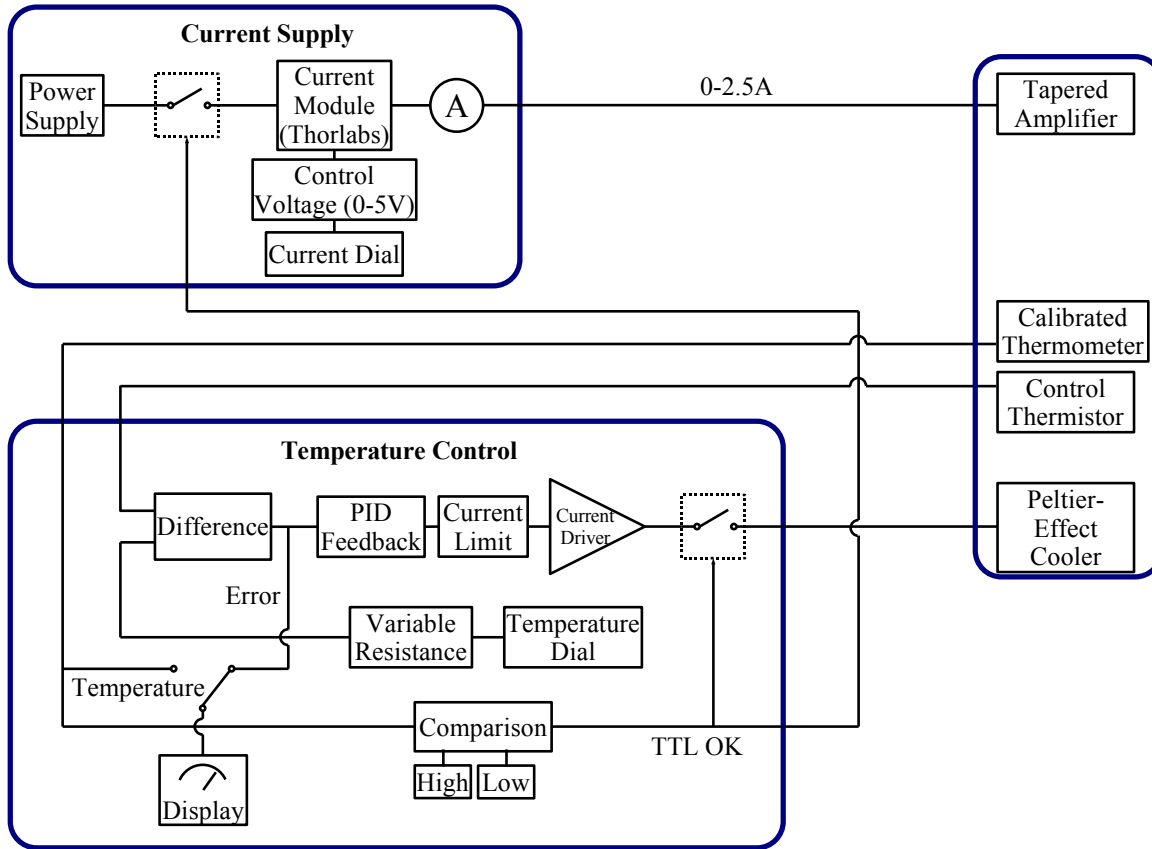 Current Supply
Power
Supply
Current
Module
(Thorlabs)
A
0-2.5A
Tapered
Amplifier
Control
Voltage (0-5V)
Current Dial
Calibrated
Thermometer
Control
Thermistor
Temperature Control
Difference
PID
Feedback
Current
Limit
Current
Driver
Peltier-
Effect
Cooler
Error
Variable
Resistance
Temperature
Dial
Temperature
Comparison
TTL OK
High
Low
Display